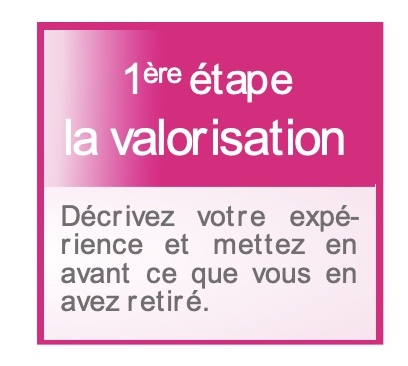 1ère étape
la valorisation
Décrivez votre expé-
rience et mettez en
avant ce que vous en
avez retiré.